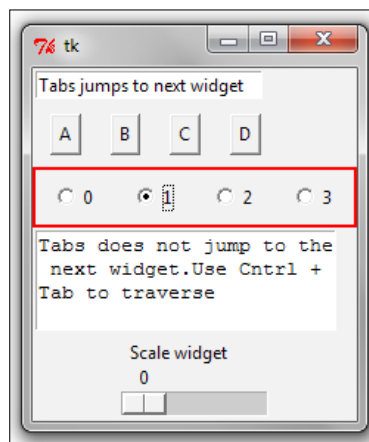 Tk tk
Tabs jumps to next widget
A B C D
0 1 2 3
Tabs does not jump to the
next widget.Use Cntrl +
Tab to traverse
Scale widget
0